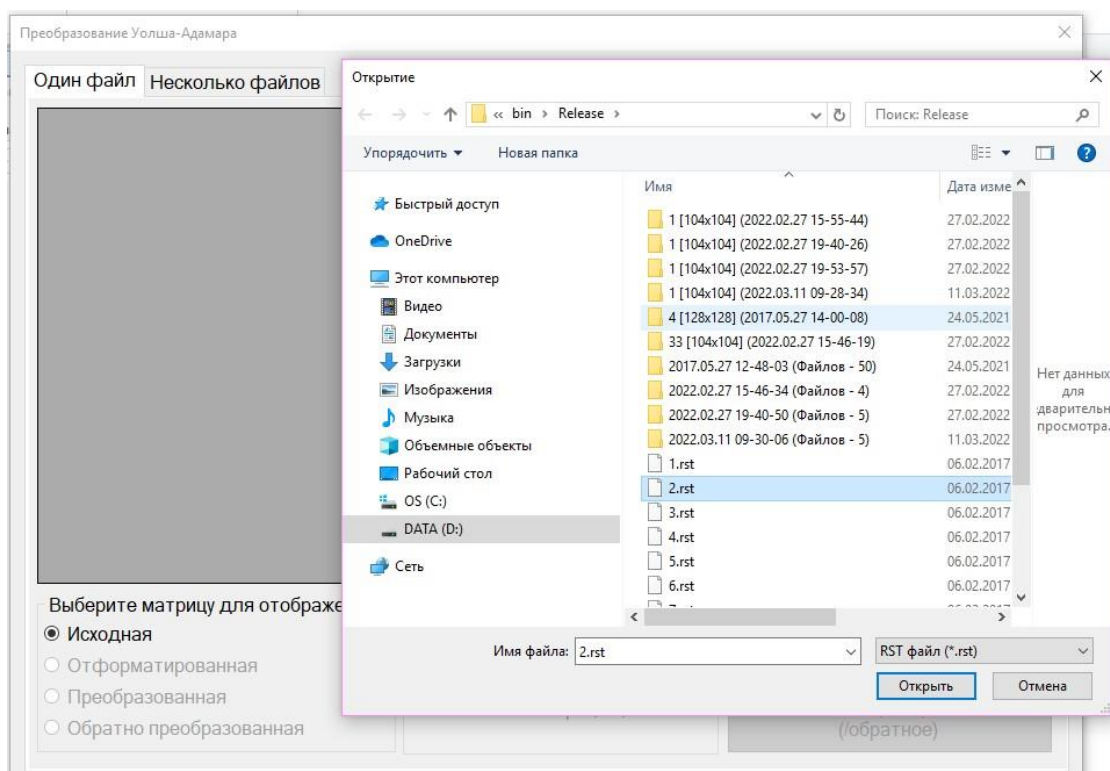 Преобразование Уолша-Адамара
Один файл
Несколько файлов
Открытие
« bin › Release ›
Поиск: Release
Упорядочить
Новая папка
Быстрый доступ
OneDrive
Этот компьютер
Видео
Документы
Загрузки
Изображения
Музыка
Объемные объекты
Рабочий стол
OS (C:)
DATA (D:)
Сеть
Имя
Дата изме
1 [104x104] (2022.02.27 15-55-44) 27.02.2022
1 [104x104] (2022.02.27 19-40-26) 27.02.2022
1 [104x104] (2022.02.27 19-53-57) 27.02.2022
1 [104x104] (2022.03.11 09-28-34) 11.03.2022
4 [128x128] (2017.05.27 14-00-08) 24.05.2021
33 [104x104] (2022.02.27 15-46-19) 27.02.2022
2017.05.27 12-48-03 (Файлов - 50) 24.05.2021
2022.02.27 15-46-34 (Файлов - 4) 27.02.2022
2022.02.27 19-40-50 (Файлов - 5) 27.02.2022
2022.03.11 09-30-06 (Файлов - 5) 11.03.2022
1.rst 06.02.2017
2.rst 06.02.2017
3.rst 06.02.2017
4.rst 06.02.2017
5.rst 06.02.2017
6.rst 06.02.2017
Нет данных
для
дварительн
просмотра.
Имя файла: 2.rst
RST файл (*.rst)
Открыть
Отмена
Выберите матрицу для отображе
Исходная
Отформатированная
Преобразованная
Обратно преобразованная
(/обратное)